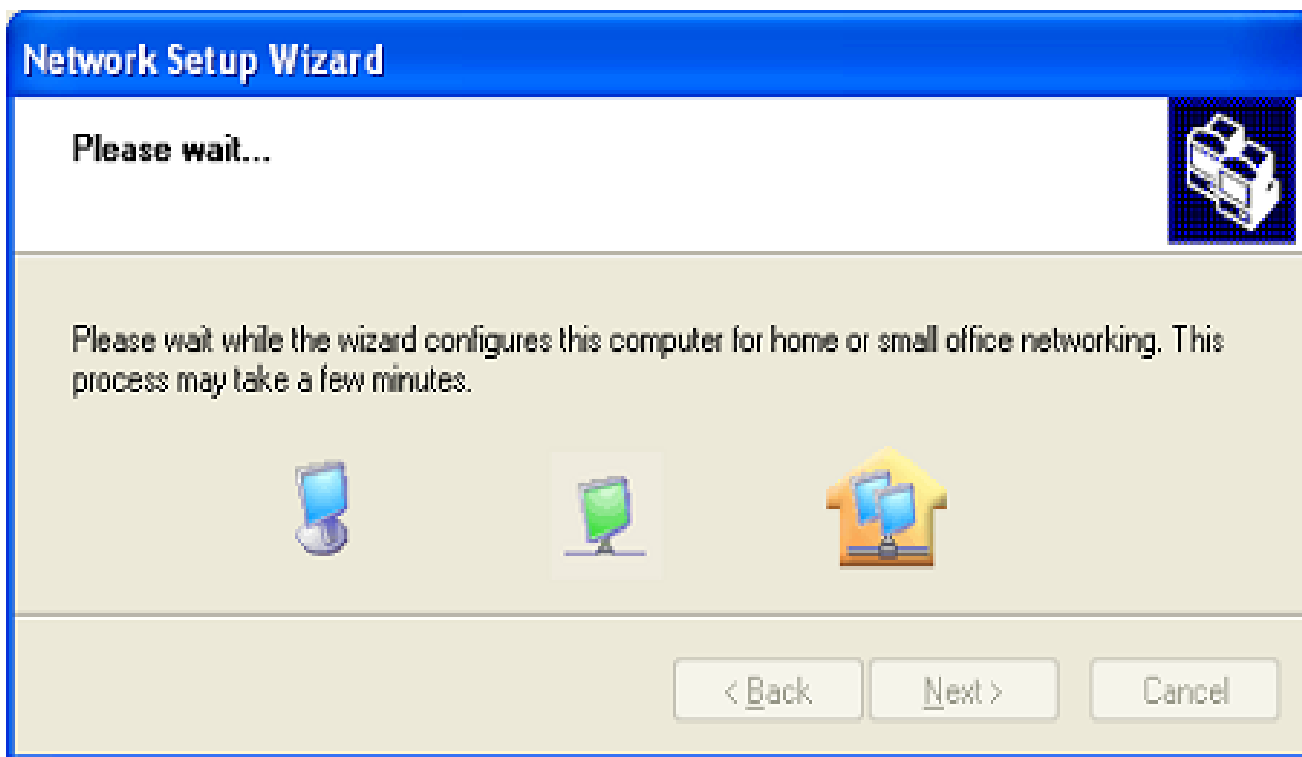 Network Setup Wizard
Please wait...
Please wait while the wizard configures this computer for home or small office networking. This
process may take a few minutes.
< Back
Next >
Cancel